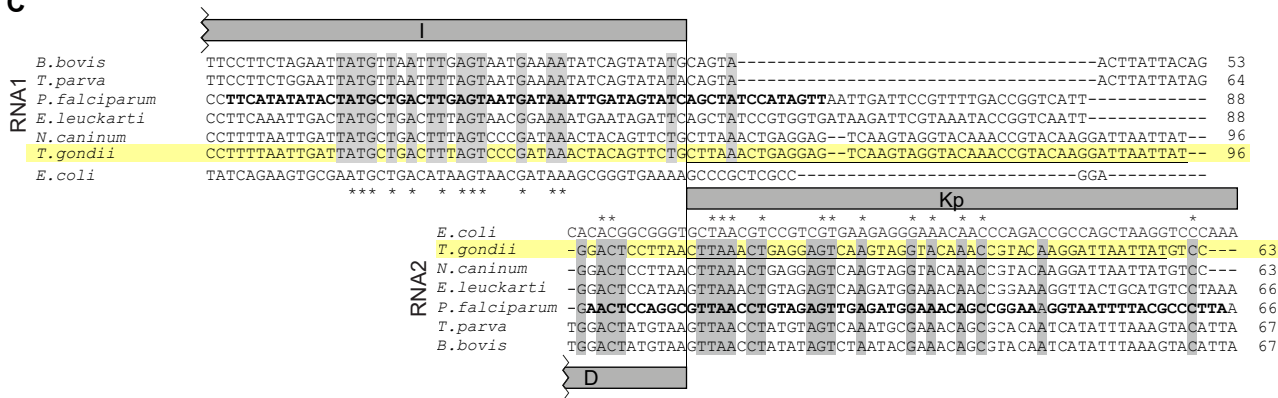 C
I
RNA1
B.bovis TTCCTTCTAGAATTATGTTAATTTGAGTAATGAAAATATCAGTATATGCAGTA------------------------------------ACTTATTACAG 53
T.parva TTCCTTCTGGAATTATGTTAATTTTAGTAATGAAAATATCAGTATATACAGTA------------------------------------ACTTATTATAG 64
P.falciparum CCTTCATATATACTATGCTGACTTGAGTAATGATAAATTGATAGTATCAGCTATCCATAGTTAATTGATTCCGTTTTGACCGGTCATT------------ 88
E.leuckarti CCTTCAAATTGACTATGCTGACTTTAGTAACGGAAAATGAATAGATTCAGCTATCCGTGGTGATAAGATTCGTAAATACCGGTCAATT------------ 88
N.caninum CCTTTTAATTGATTATGCTGACTTTAGTCCCGATAAACTACAGTTCTGCTTAAACTGAGGAG--TCAAGTAGGTACAAACCGTACAAGGATTAATTAT-- 96
T.gondii CCTTTTAATTGATTATGCTGACTTTAGTCCCGATAAACTACAGTTCTGCTTAAACTGAGGAG--TCAAGTAGGTACAAACCGTACAAGGATTAATTAT-- 96
E.coli TATCAGAAGTGCGAATGCTGACATAAGTAACGATAAAGCGGGTGAAAAGCCCGCTCGCC----------------------------GGA----------
*** * * * *** * **
Kp
** *** * ** * * * * * *
RNA2
E.coli CACACGGCGGGTGCTAACGTCCGTCGTGAAGAGGGAAACAACCCAGACCGCCAGCTAAGGTCCCAAA
T.gondii -GGACTCCTTAACTTAAACTGAGGAGTCAAGTAGGTACAAACCGTACAAGGATTAATTATGTCC--- 63
N.caninum -GGACTCCTTAACTTAAACTGAGGAGTCAAGTAGGTACAAACCGTACAAGGATTAATTATGTCC--- 63
E.leuckarti -GGACTCCATAAGTTAAACTGTAGAGTCAAGATGGAAACAACCGGAAAGGTTACTGCATGTCCTAAA 66
P.falciparum -GAACTCCAGGCGTTAACCTGTAGAGTTGAGATGGAAACAGCCGGAAAGGTAATTTTACGCCCTTAA 66
T.parva TGGACTATGTAAGTTAACCTATGTAGTCAAATGCGAAACAGCGCACAATCATATTTAAAGTACATTA 67
B.bovis TGGACTATGTAAGTTAACCTATATAGTCTAATACGAAACAGCGTACAATCATATTTAAAGTACATTA 67
D